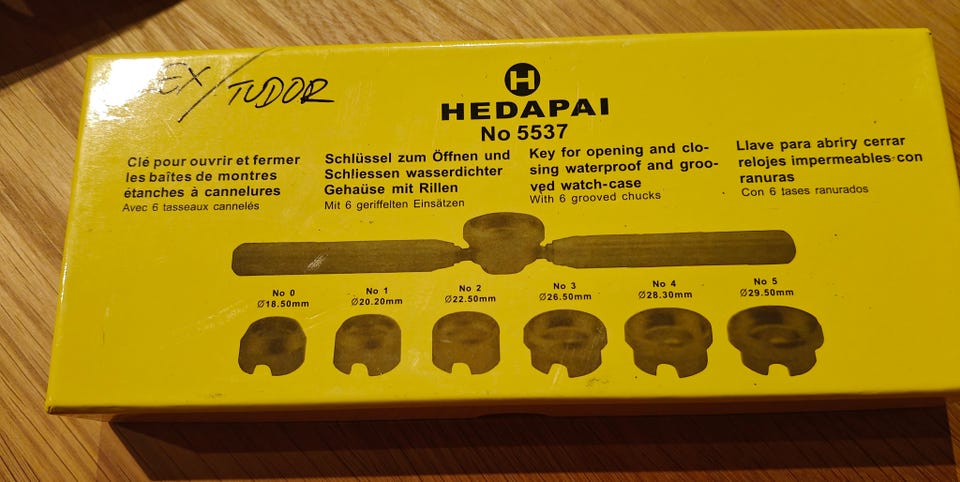 EX/TUDOR
H
HEDAPAI
No 5537
Clé pour ouvrir et fermer
les baîtes de montres
étanches à cannelures
Avec 6 tasseaux cannelés
Schlüssel zum Öffnen und
Schliessen wasserdichter
Gehaüse mit Rillen
Mit 6 geriffelten Einsätzen
Key for opening and clo-
sing waterproof and groo-
ved watch-case
With 6 grooved chucks
Llave para abriry cerrar
relojes impermeables con
ranuras
Con 6 tases ranurados
No 0
Ø18.50mm
No 1
Ø20.20mm
No 2
Ø22.50mm
No 3
Ø26.50mm
No 4
Ø28.30mm
No 5
Ø29.50mm